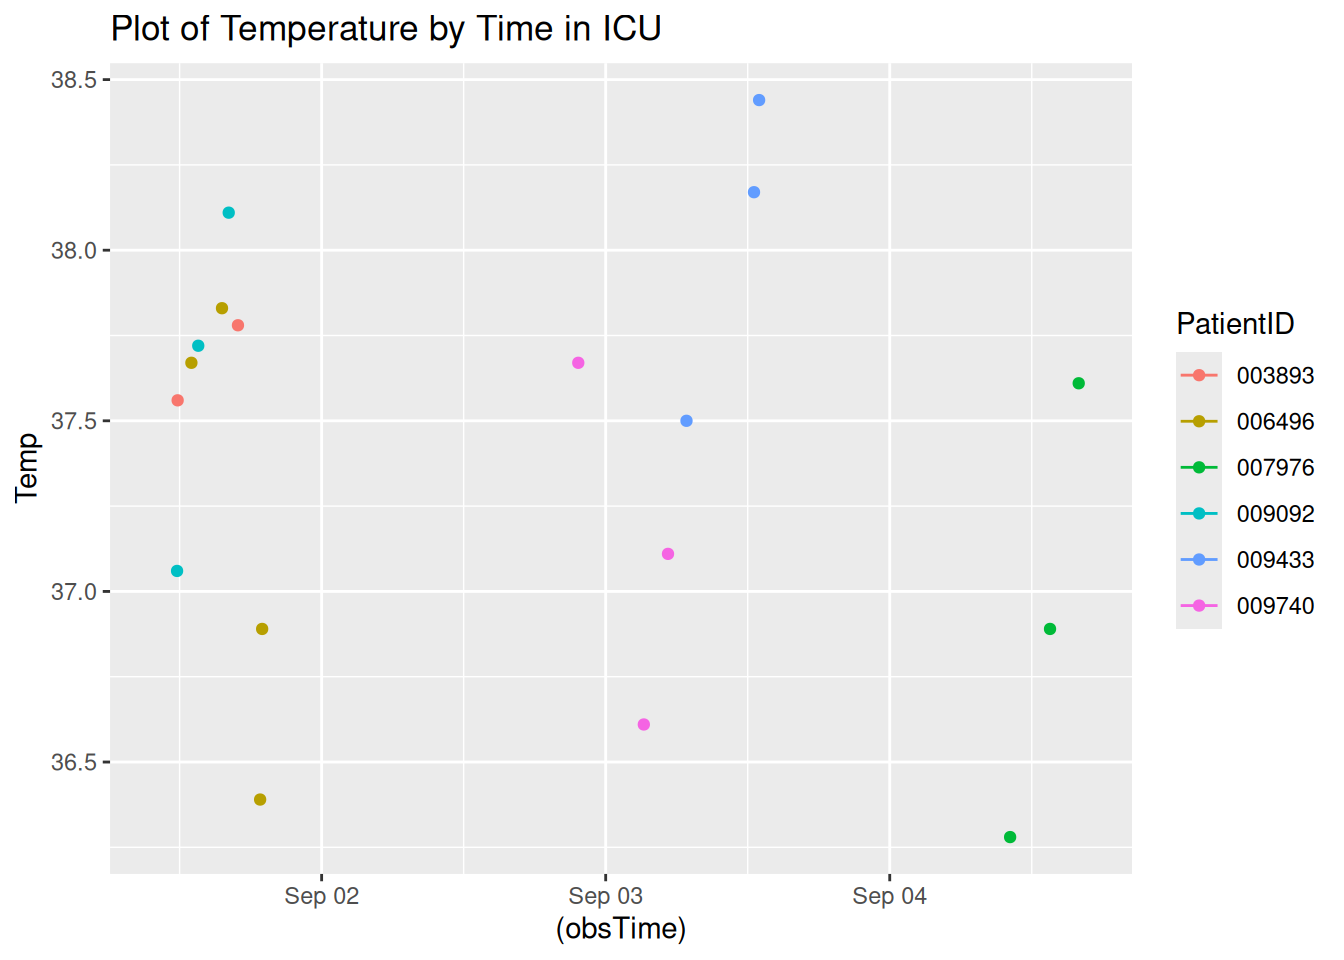 Plot of Temperature by Time in ICU
38.5
38.0
37.5
37.0
36.5
Temp
Sep 02
Sep 03
Sep 04
(obsTime)
PatientID
003893
006496
007976
009092
009433
009740